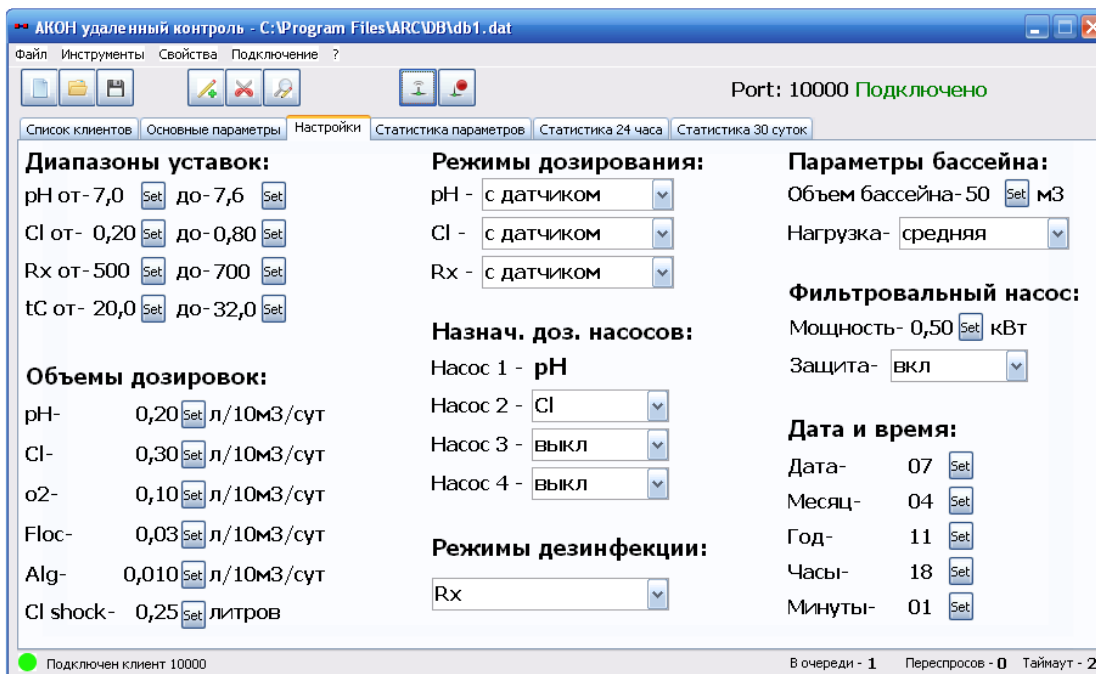 АКОН удаленный контроль - C:\Program Files\ARC\DB\db1.dat
Файл Инструменты Свойства Подключение ?
Port: 10000 Подключено
Список клиентов Основные параметры Настройки Статистика параметров Статистика 24 часа Статистика 30 суток
Диапазоны уставок:
pH от- 7,0 Set до- 7,6 Set
Cl от- 0,20 Set до- 0,80 Set
Rx от- 500 Set до- 700 Set
tC от- 20,0 Set до- 32,0 Set
Объемы дозировок:
pH- 0,20 Set л/10м3/сут
Cl- 0,30 Set л/10м3/сут
o2- 0,10 Set л/10м3/сут
Floc- 0,03 Set л/10м3/сут
Alg- 0,010 Set л/10м3/сут
Cl shock- 0,25 Set литров
Режимы дозирования:
pH - с датчиком
Cl - с датчиком
Rx - с датчиком
Назнач. доз. насосов:
Насос 1 - pH
Насос 2 - Cl
Насос 3 - выкл
Насос 4 - выкл
Режимы дезинфекции:
Rx
Параметры бассейна:
Объем бассейна- 50 Set м3
Нагрузка- средняя
Фильтровальный насос:
Мощность- 0,50 Set кВт
Защита- вкл
Дата и время:
Дата- 07 Set
Месяц- 04 Set
Год- 11 Set
Часы- 18 Set
Минуты- 01 Set
Подключен клиент 10000
В очереди - 1 Переспросов - 0 Таймаут - 2